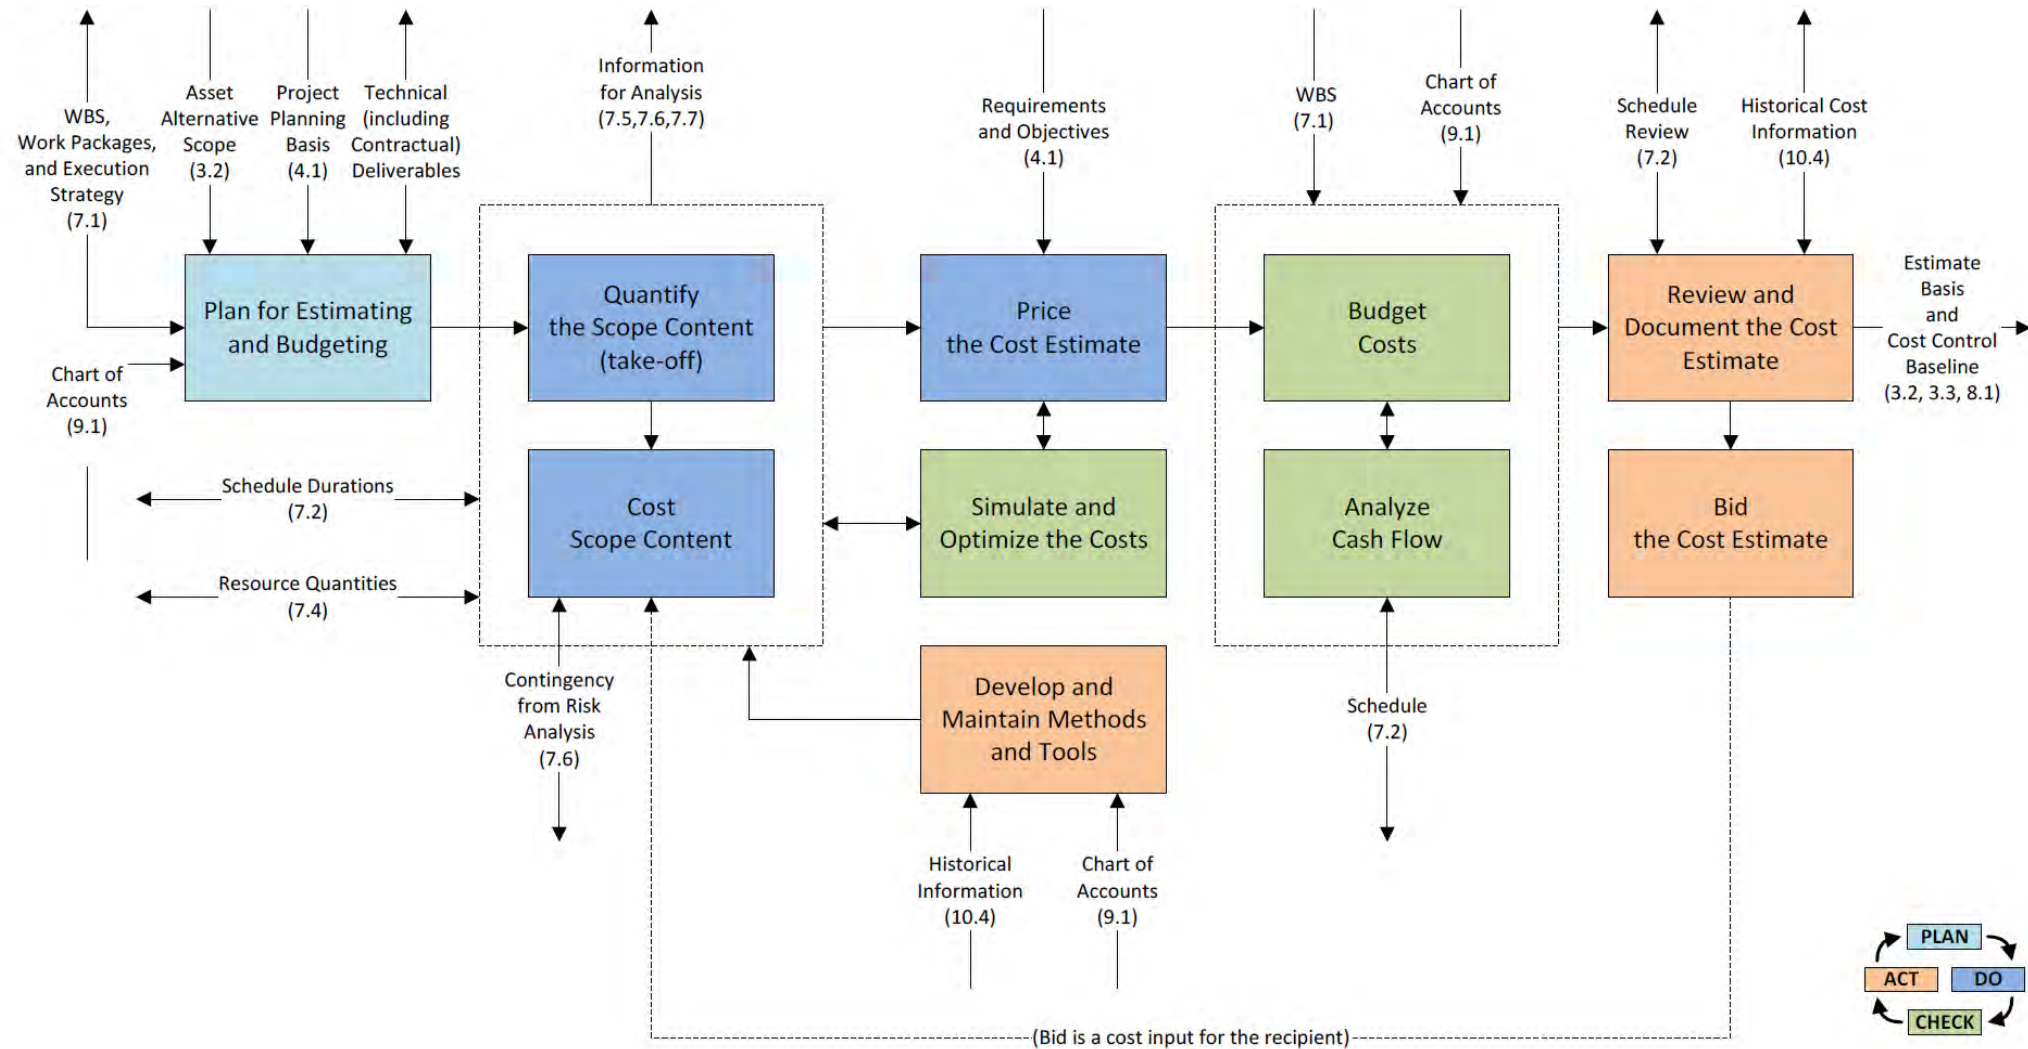 WBS,
Work Packages,
and Execution
Strategy
(7.1)
Asset
Alternative
Scope
(3.2)
Project
Planning
Basis
(4.1)
Technical
(including
Contractual)
Deliverables
Information
for Analysis
(7.5,7.6,7.7)
Requirements
and Objectives
(4.1)
WBS
(7.1)
Chart of
Accounts
(9.1)
Schedule
Review
(7.2)
Historical Cost
Information
(10.4)
Plan for Estimating
and Budgeting
Quantify
the Scope Content
(take-off)
Price
the Cost Estimate
Budget
Costs
Review and
Document the Cost
Estimate
Estimate
Basis
and
Cost Control
Baseline
(3.2, 3.3, 8.1)
Chart of
Accounts
(9.1)
Schedule Durations
(7.2)
Resource Quantities
(7.4)
Cost
Scope Content
Simulate and
Optimize the Costs
Analyze
Cash Flow
Bid
the Cost Estimate
Contingency
from Risk
Analysis
(7.6)
Develop and
Maintain Methods
and Tools
Schedule
(7.2)
Historical
Information
(10.4)
Chart of
Accounts
(9.1)
(Bid is a cost input for the recipient)
PLAN
ACT
DO
CHECK